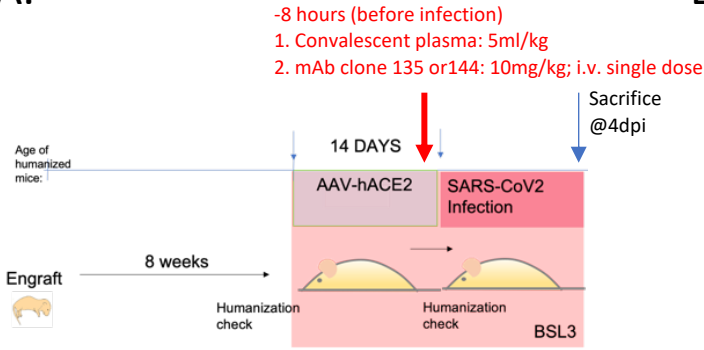 -8 hours (before infection)
1. Convalescent plasma: 5ml/kg
2. mAb clone 135 or144: 10mg/kg; i.v. single dose
Sacrifice
@4dpi
14 DAYS
Age of
humanized
mice:
AAV-hACE2
SARS-CoV2
Infection
8 weeks
Engraft
Humanization
check
Humanization
check
BSL3